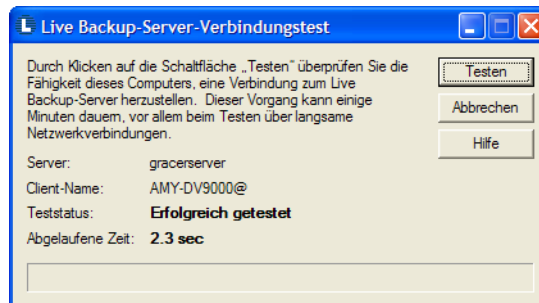 L Live Backup-Server-Verbindungstest
Durch Klicken auf die Schaltfläche „Testen" überprüfen Sie die
Fähigkeit dieses Computers, eine Verbindung zum Live
Backup-Server herzustellen. Dieser Vorgang kann einige
Minuten dauern, vor allem beim Testen über langsame
Netzwerkverbindungen.
Testen
Abbrechen
Hilfe
Server: gracerserver
Client-Name: AMY-DV9000@
Teststatus: Erfolgreich getestet
Abgelaufene Zeit: 2.3 sec